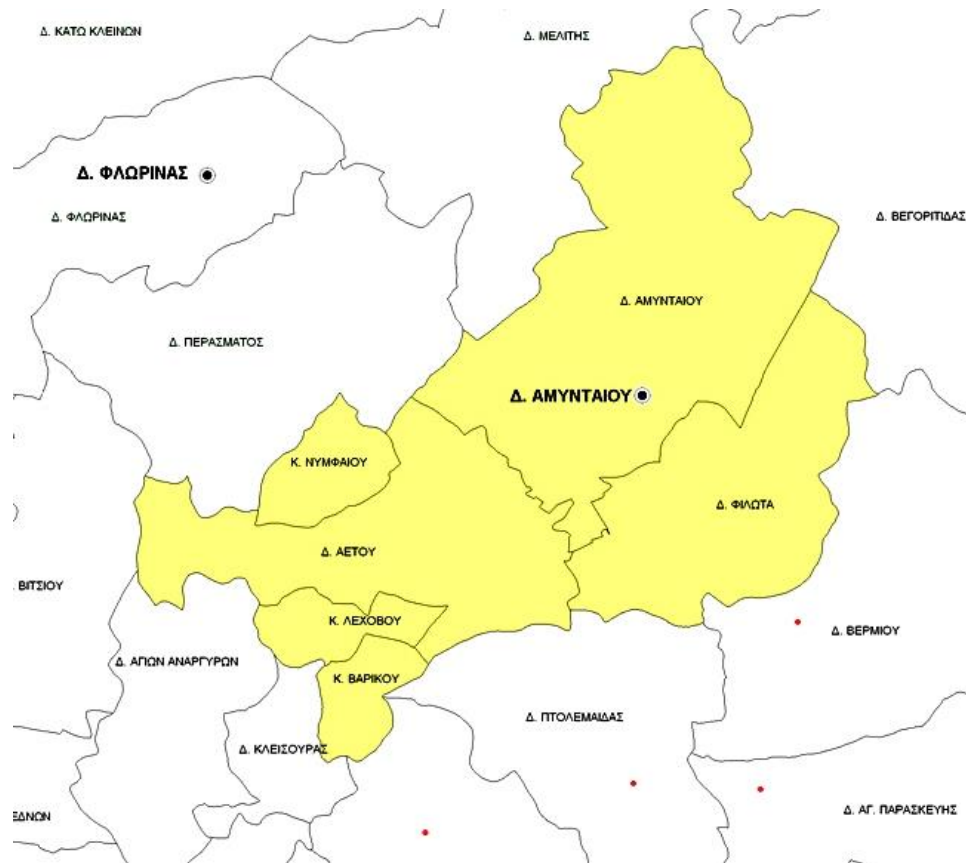 Δ. ΚΑΤΩ ΚΛΕΙΝΩΝ
Δ. ΜΕΛΙΤΗΣ
Δ. ΦΛΩΡΙΝΑΣ
Δ. ΦΛΩΡΙΝΑΣ
Δ. ΒΕΓΟΡΙΤΙΔΑΣ
Δ. ΑΜΥΝΤΑΙΟΥ
Δ. ΠΕΡΑΣΜΑΤΟΣ
Δ. ΑΜΥΝΤΑΙΟΥ
Κ. ΝΥΜΦΑΙΟΥ
Δ. ΦΙΛΩΤΑ
Δ. ΑΕΤΟΥ
. ΒΙΤΣΙΟΥ
Κ. ΛΕΧΟΒΟΥ
Δ. ΒΕΡΜΙΟΥ
Δ. ΑΓΙΩΝ ΑΝΑΡΓΥΡΩΝ
Κ. ΒΑΡΙΚΟΥ
Δ. ΠΤΟΛΕΜΑΙΔΑΣ
Δ. ΚΛΕΙΣΟΥΡΑΣ
Δ. ΑΓ. ΠΑΡΑΣΚΕΥΗΣ
ΕΔΝΩΝ